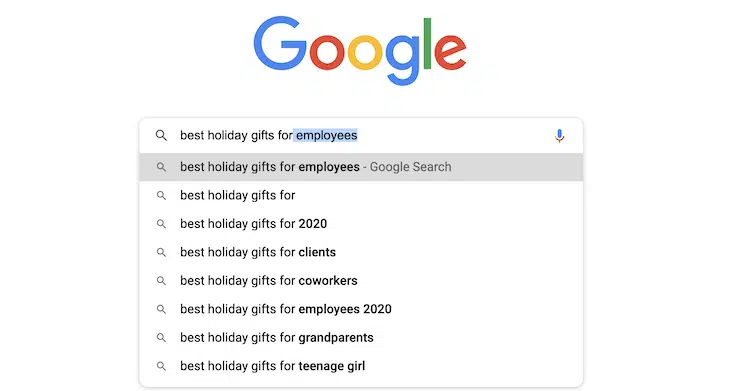 Google
best holiday gifts for employees
best holiday gifts for employees - Google Search
best holiday gifts for
best holiday gifts for 2020
best holiday gifts for clients
best holiday gifts for coworkers
best holiday gifts for employees 2020
best holiday gifts for grandparents
best holiday gifts for teenage girl